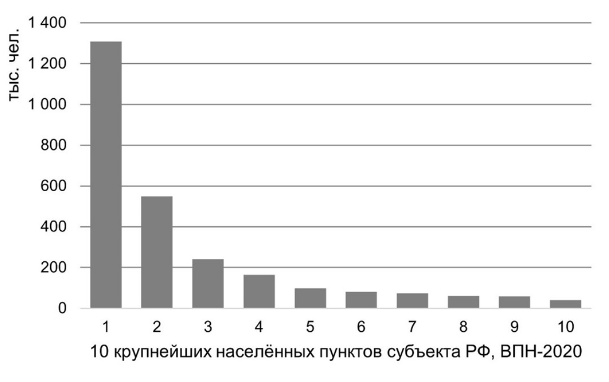 тыс. чел.
1 400
1 200
1 000
800
600
400
200
0
1 2 3 4 5 6 7 8 9 10
10 крупнейших населённых пунктов субъекта РФ, ВПН-2020